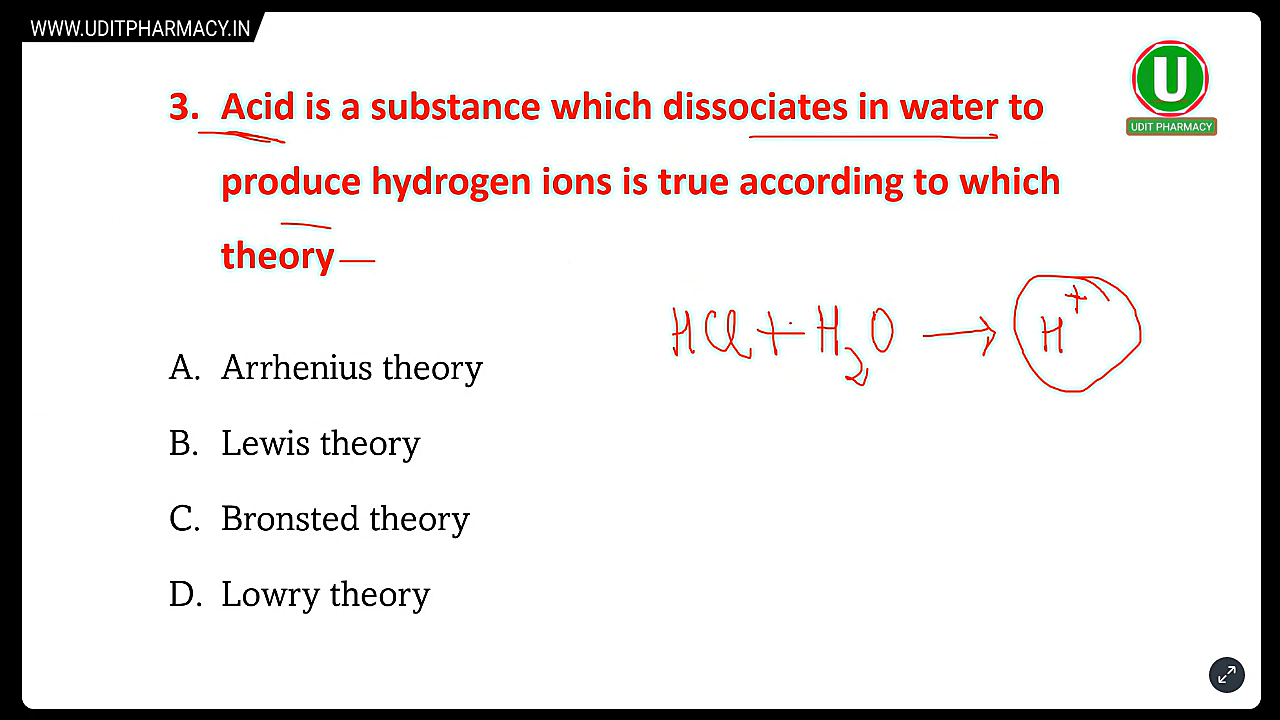 WWW.UDITPHARMACY.IN
U
UDIT PHARMACY
3. Acid is a substance which dissociates in water to
produce hydrogen ions is true according to which
theory
HCl + H2O → H+
A. Arrhenius theory
B. Lewis theory
C. Bronsted theory
D. Lowry theory